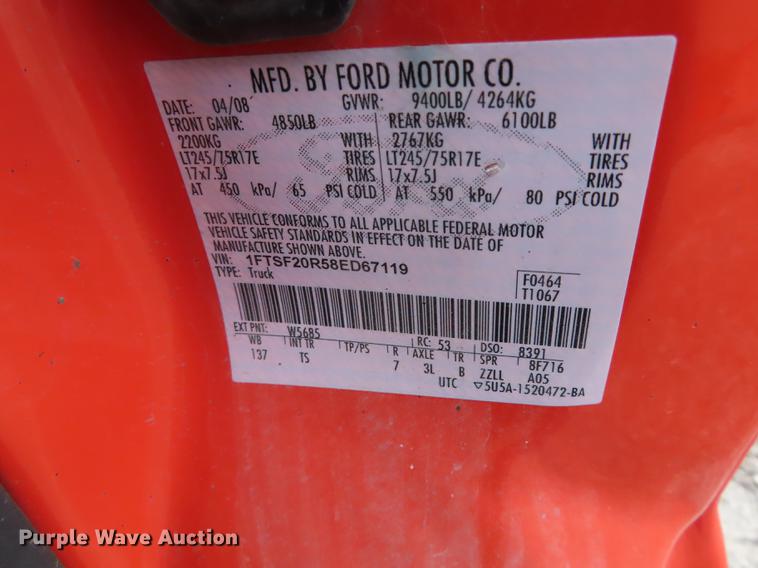 MFD. BY FORD MOTOR CO.
DATE: 04/08 GVWR: 9400LB/ 4264KG
FRONT GAWR: 4850LB REAR GAWR: 6100LB
2200KG WITH 2767KG WITH
LT245/75R17E TIRES LT245/75R17E TIRES
17x7.5J RIMS 17x7.5J RIMS
AT 450 kPa/ 65 PSI COLD AT 550 kPa/ 80 PSI COLD
THIS VEHICLE CONFORMS TO ALL APPLICABLE FEDERAL MOTOR
VEHICLE SAFETY STANDARDS IN EFFECT ON THE DATE OF
MANUFACTURE SHOWN ABOVE.
VIN: 1FTSF20R58ED67119
TYPE: Truck
F0464
T1067
EXT PNT: W5685 RC: 53 DSO: 8391
WB INT TR TP/PS R AXLE TR SPR 8F716
137 TS 7 3L B ZZLL A05
UTC ▽5U5A-1520472-BA
Purple Wave Auction